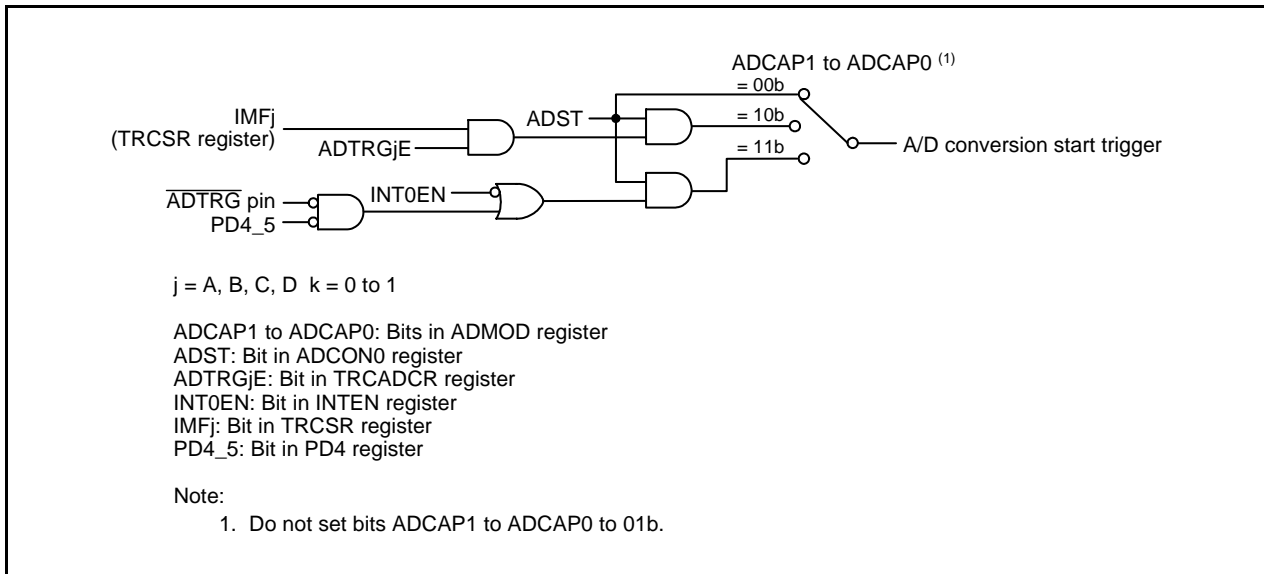 ADCAP1 to ADCAP0 (1)
= 00b
IMFj
(TRCSR register)
ADTRGjE
ADST
= 10b
A/D conversion start trigger
= 11b
ADTRG pin
PD4_5
INT0EN
j = A, B, C, D k = 0 to 1
ADCAP1 to ADCAP0: Bits in ADMOD register
ADST: Bit in ADCON0 register
ADTRGjE: Bit in TRCADCR register
INT0EN: Bit in INTEN register
IMFj: Bit in TRCSR register
PD4_5: Bit in PD4 register
Note:
1. Do not set bits ADCAP1 to ADCAP0 to 01b.